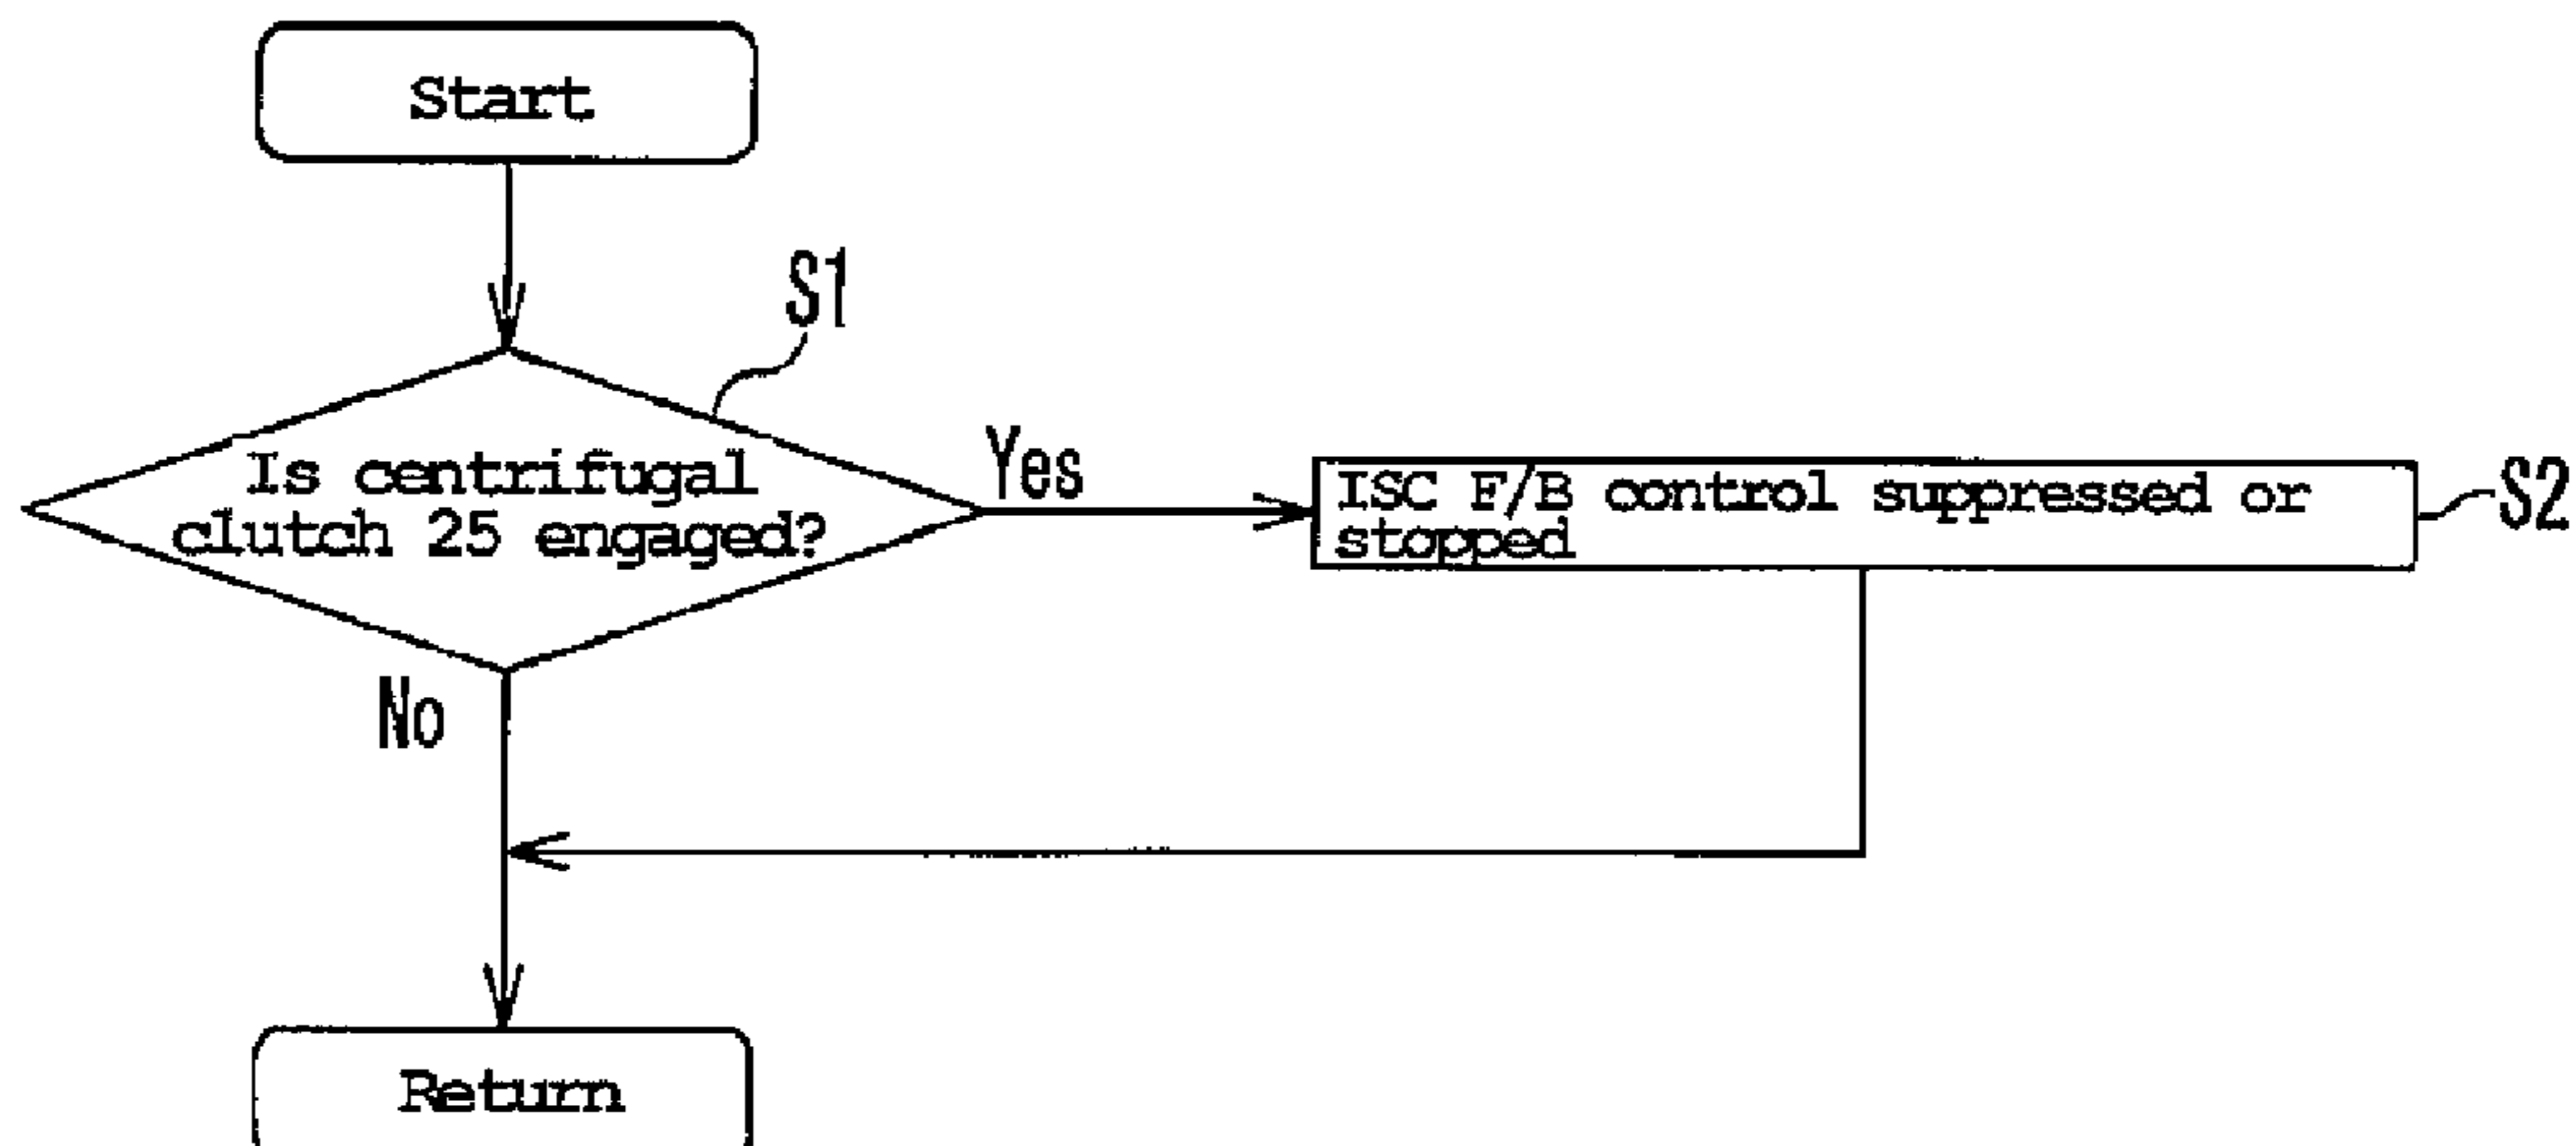 Start
S1
Is centrifugal
clutch 25 engaged?
Yes
ISC F/B control suppressed or
stopped
S2
No
Return